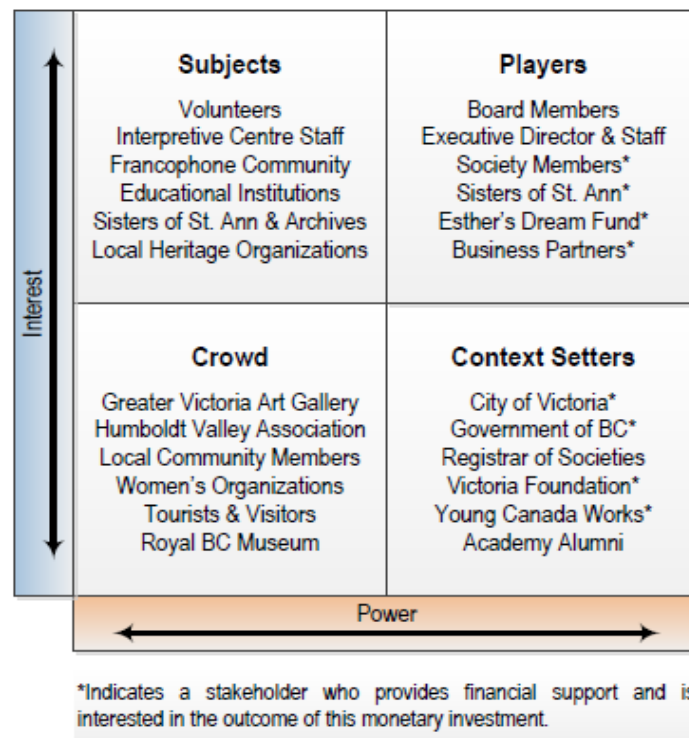 Subjects
Volunteers
Interpretive Centre Staff
Francophone Community
Educational Institutions
Sisters of St. Ann & Archives
Local Heritage Organizations
Players
Board Members
Executive Director & Staff
Society Members*
Sisters of St. Ann*
Esther's Dream Fund*
Business Partners*
Interest
Crowd
Greater Victoria Art Gallery
Humboldt Valley Association
Local Community Members
Women's Organizations
Tourists & Visitors
Royal BC Museum
Context Setters
City of Victoria*
Government of BC*
Registrar of Societies
Victoria Foundation*
Young Canada Works*
Academy Alumni
Power
*Indicates a stakeholder who provides financial support and is
interested in the outcome of this monetary investment.